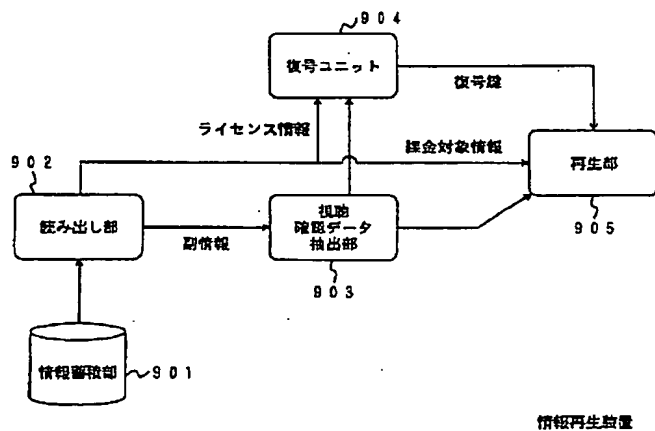 904
復号ユニット
復号鍵
ライセンス情報
課金対象情報
902
再生部
読み出し部
視聴
確認データ
抽出部
副情報
905
903
情報蓄積部
901
情報再生装置